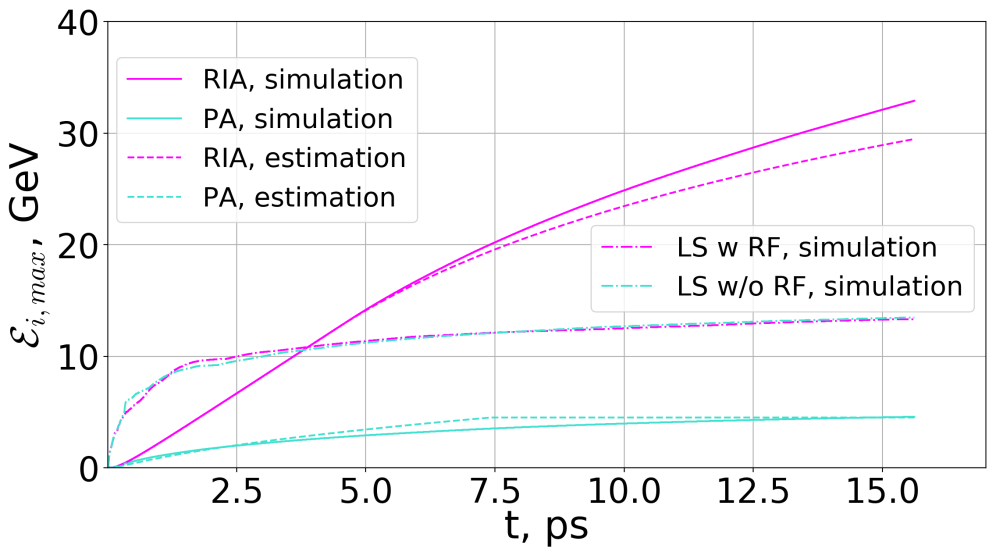 40
30
20
10
0
ℰi,max, GeV
RIA, simulation
PA, simulation
RIA, estimation
PA, estimation
LS w RF, simulation
LS w/o RF, simulation
2.5 5.0 7.5 10.0 12.5 15.0
t, ps